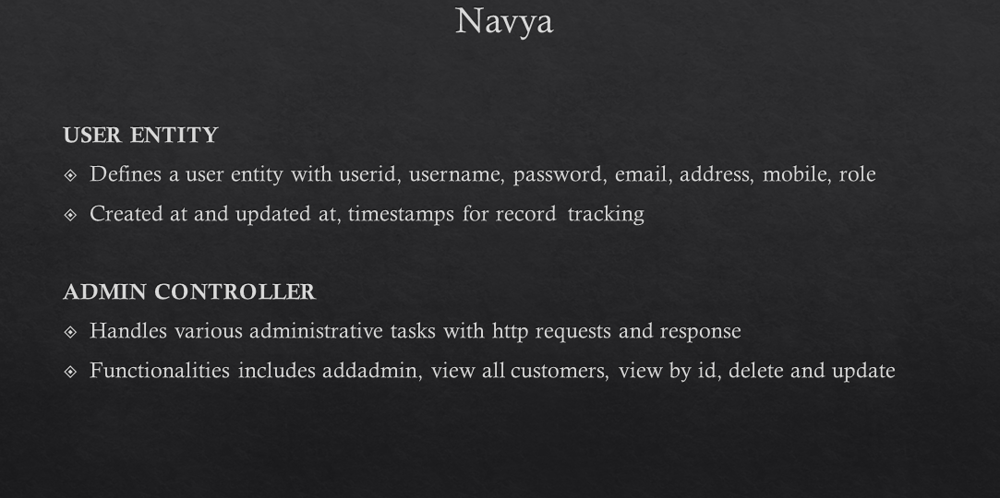 Navya
USER ENTITY
Defines a user entity with userid, username, password, email, address, mobile, role
Created at and updated at, timestamps for record tracking
ADMIN CONTROLLER
Handles various administrative tasks with http requests and response
Functionalities includes addadmin, view all customers, view by id, delete and update